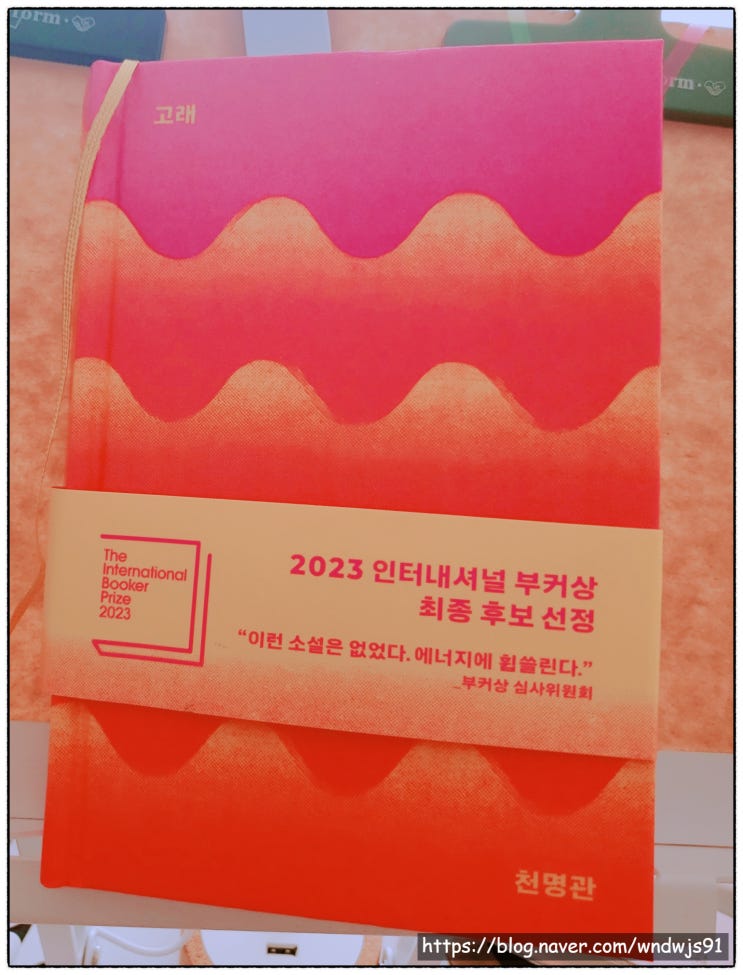 form.
orm.
고래
The
International
Booker
Prize
2023
2023 인터내셔널 부커상
최종 후보 선정
“이런 소설은 없었다. 에너지에 휩쓸린다.”
_부커상 심사위원회
천명관
https://blog.naver.com/wndwjs91